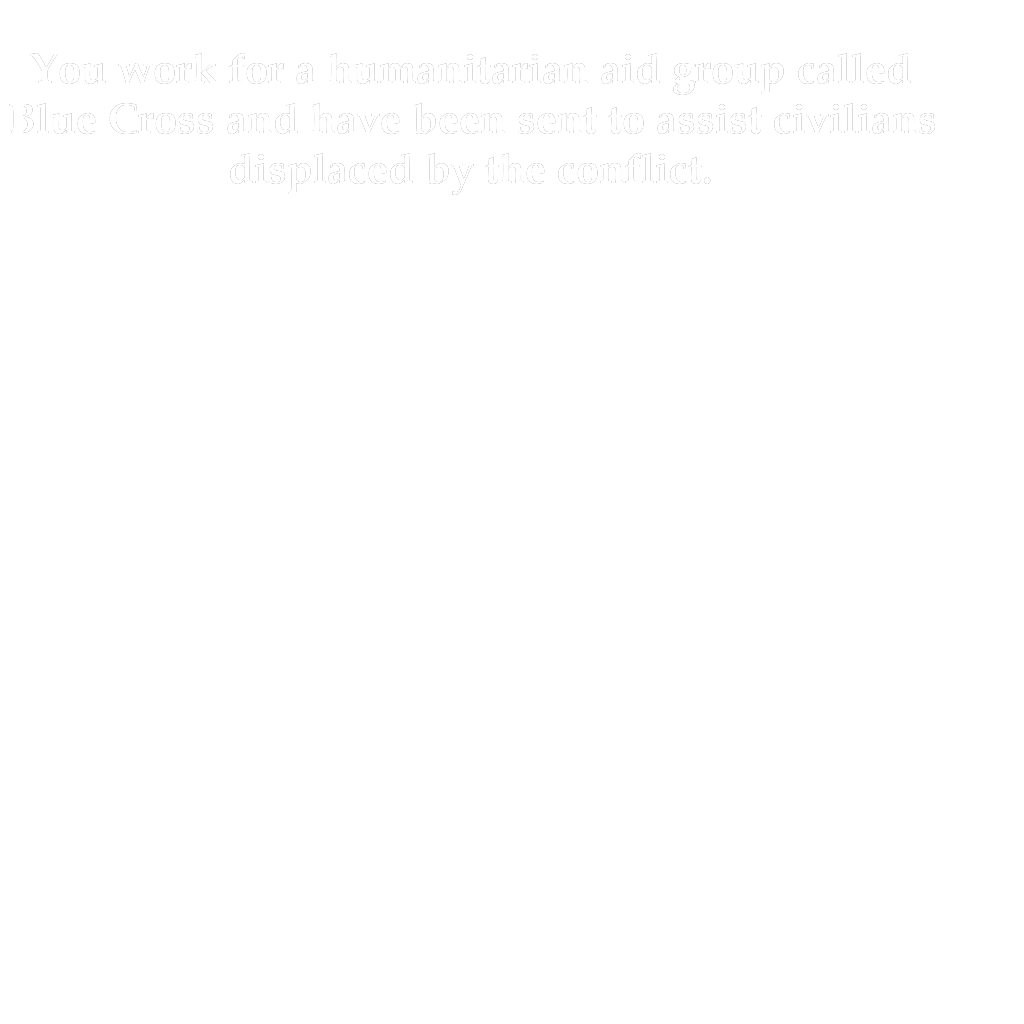 You work for a humanitarian aid group called
Blue Cross and have been sent to assist civilians
displaced by the conflict.